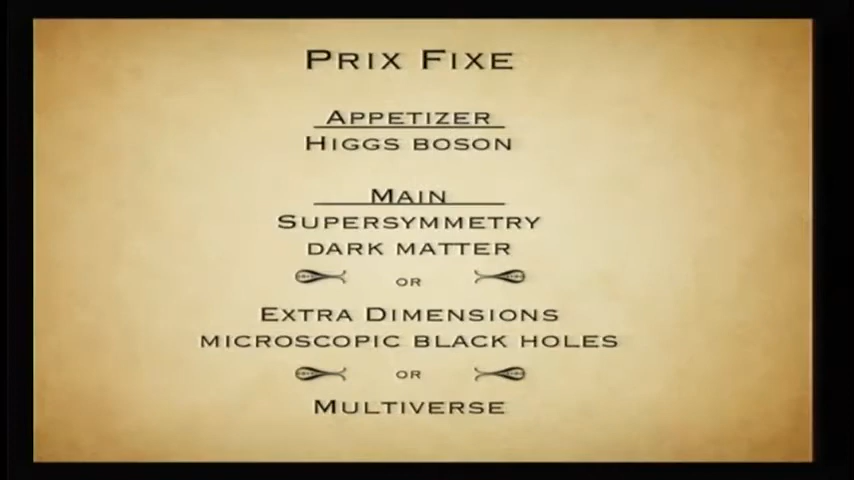 PRIX FIXE
APPETIZER
HIGGS BOSON
MAIN
SUPERSYMMETRY
DARK MATTER
OR
EXTRA DIMENSIONS
MICROSCOPIC BLACK HOLES
OR
MULTIVERSE